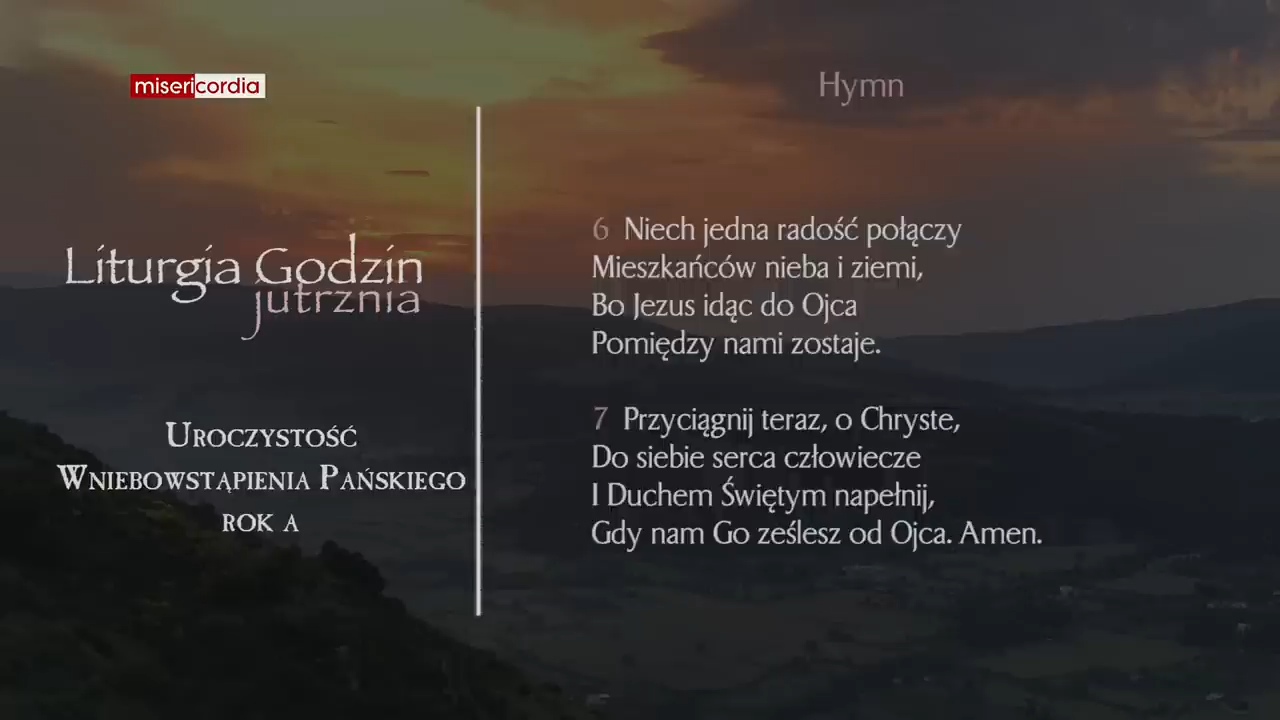 misericordia
Liturgia Godzin
jutrznia
Uroczystość
Wniebowstąpienia Pańskiego
rok a
Hymn
6 Niech jedna radość połączy
Mieszkańców nieba i ziemi,
Bo Jezus idąc do Ojca
Pomiędzy nami zostaje.
7 Przyciągnij teraz, o Chryste,
Do siebie serca człowiecze
I Duchem Świętym napełnij,
Gdy nam Go ześlesz od Ojca. Amen.